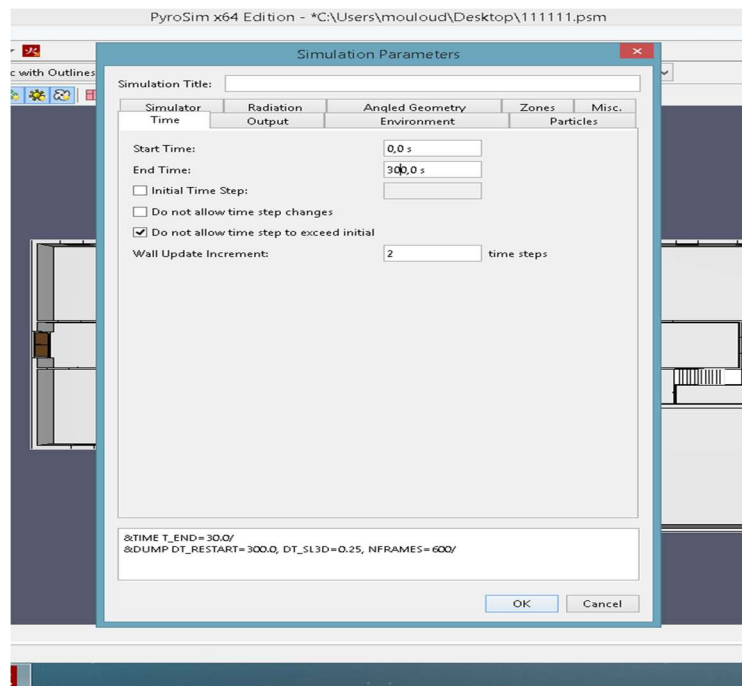 PyroSim x64 Edition - *C:\Users\mouloud\Desktop\111111.psm
Simulation Parameters
c with Outlines
Simulation Title:
Simulator Radiation Angled Geometry Zones Misc.
Time Output Environment Particles
Start Time: 0,0 s
End Time: 300,0 s
Initial Time Step:
Do not allow time step changes
Do not allow time step to exceed initial
Wall Update Increment: 2 time steps
&TIME T_END=30.0/
&DUMP DT_RESTART=300.0, DT_SL3D=0.25, NFRAMES=600/
OK Cancel